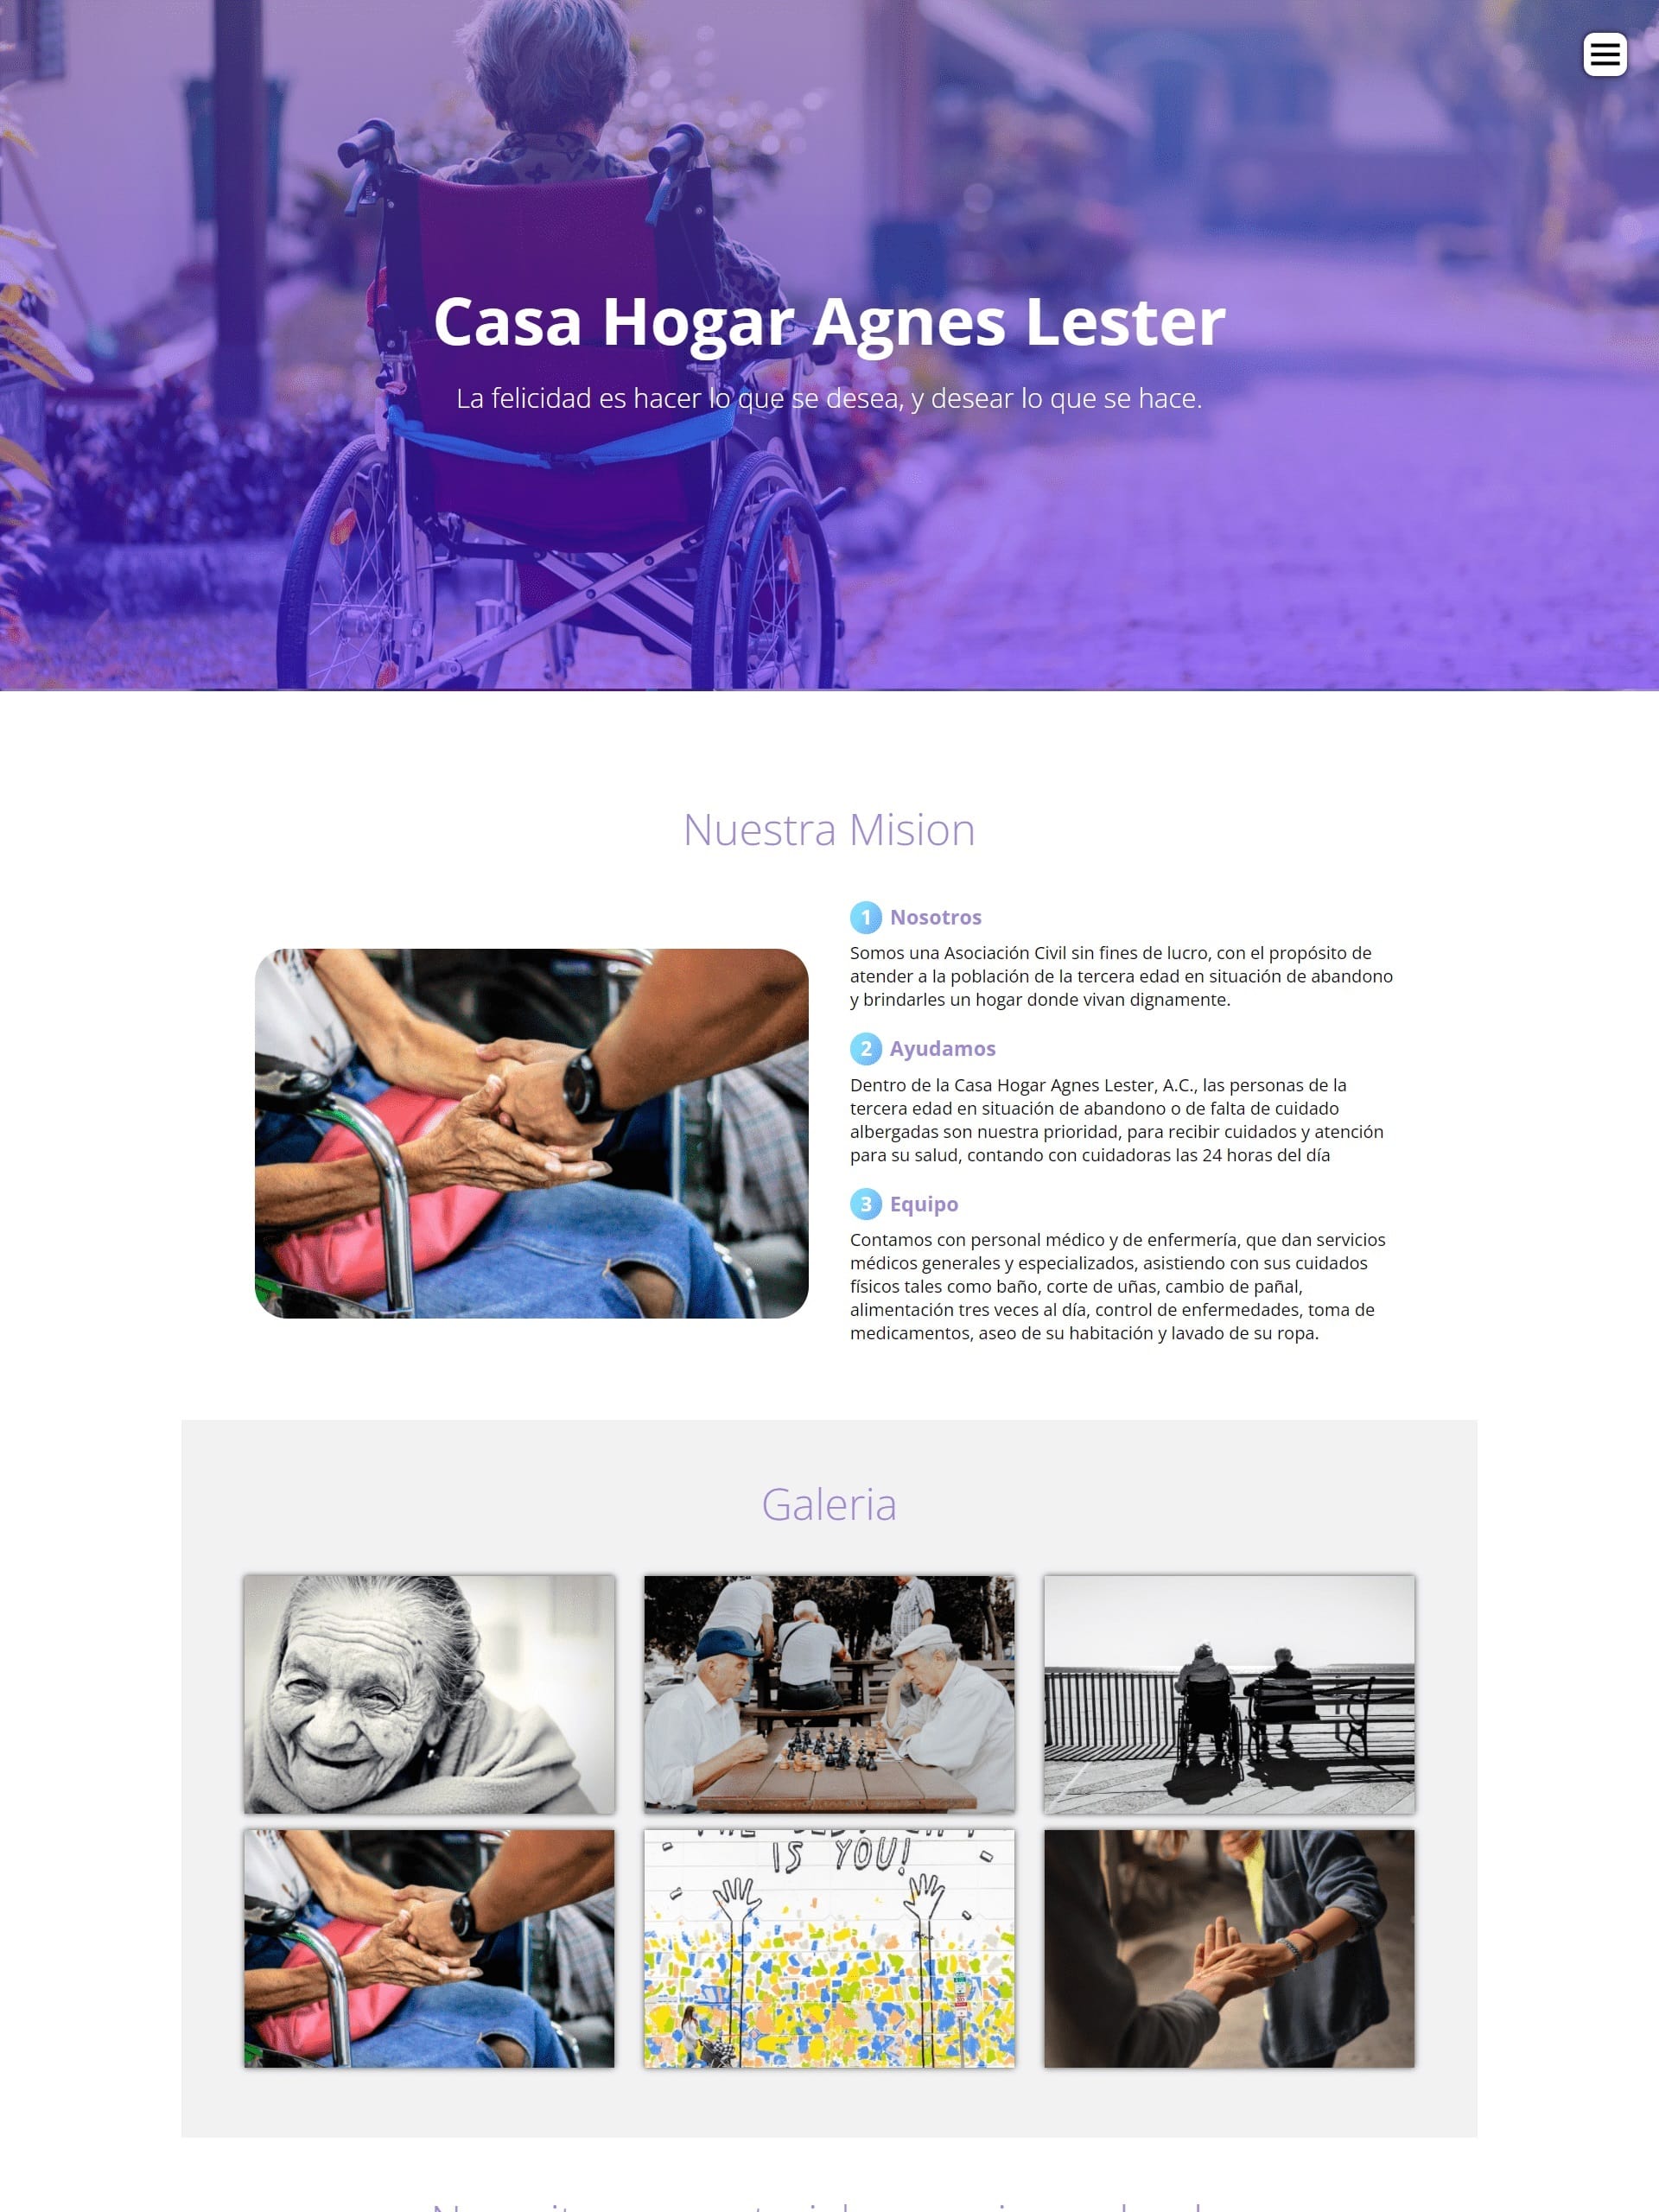 Casa Hogar Agnes Lester
La felicidad es hacer lo que se desea, y desear lo que se hace.
Nuestra Mision
1 Nosotros
Somos una Asociación Civil sin fines de lucro, con el propósito de
atender a la población de la tercera edad en situación de abandono
y brindarles un hogar donde vivan dignamente.
2 Ayudamos
Dentro de la Casa Hogar Agnes Lester, A.C., las personas de la
tercera edad en situación de abandono o de falta de cuidado
albergadas son nuestra prioridad, para recibir cuidados y atención
para su salud, contando con cuidadoras las 24 horas del día
3 Equipo
Contamos con personal médico y de enfermería, que dan servicios
médicos generales y especializados, asistiendo con sus cuidados
físicos tales como baño, corte de uñas, cambio de pañal,
alimentación tres veces al día, control de enfermedades, toma de
medicamentos, aseo de su habitación y lavado de su ropa.
Galeria
IS YOU!